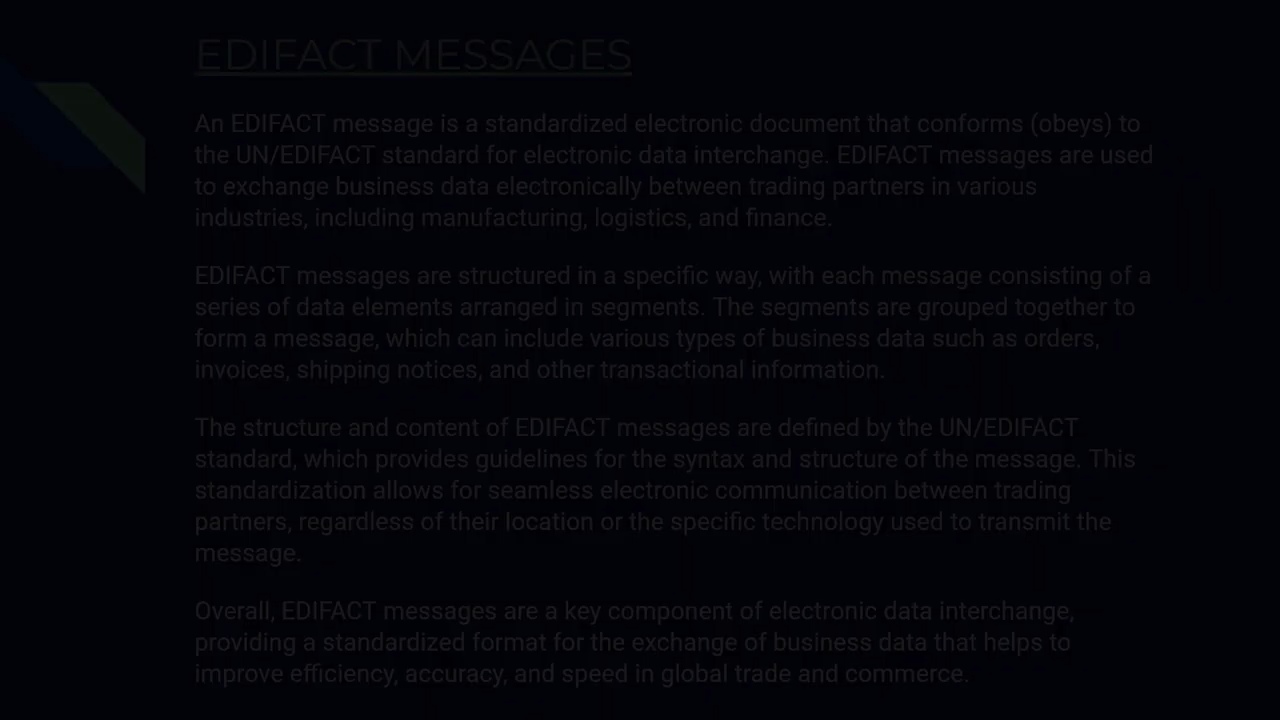 EDIFACT MESSAGES
An EDIFACT message is a standardized electronic document that conforms (obeys) to
the UN/EDIFACT standard for electronic data interchange. EDIFACT messages are used
to exchange business data electronically between trading partners in various
industries, including manufacturing, logistics, and finance.
EDIFACT messages are structured in a specific way, with each message consisting of a
series of data elements arranged in segments. The segments are grouped together to
form a message, which can include various types of business data such as orders,
invoices, shipping notices, and other transactional information.
The structure and content of EDIFACT messages are defined by the UN/EDIFACT
standard, which provides guidelines for the syntax and structure of the message. This
standardization allows for seamless electronic communication between trading
partners, regardless of their location or the specific technology used to transmit the
message.
Overall, EDIFACT messages are a key component of electronic data interchange,
providing a standardized format for the exchange of business data that helps to
improve efficiency, accuracy, and speed in global trade and commerce.